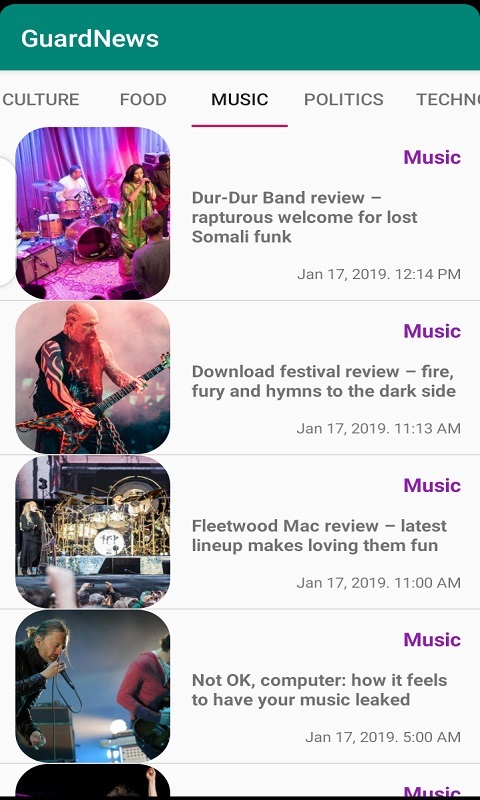 GuardNews
CULTURE FOOD MUSIC POLITICS TECHNO
Music
Dur-Dur Band review –
rapturous welcome for lost
Somali funk
Jan 17, 2019. 12:14 PM
Music
Download festival review – fire,
fury and hymns to the dark side
Jan 17, 2019. 11:13 AM
Music
Fleetwood Mac review – latest
lineup makes loving them fun
Jan 17, 2019. 11:00 AM
Music
Not OK, computer: how it feels
to have your music leaked
Jan 17, 2019. 5:00 AM
Music